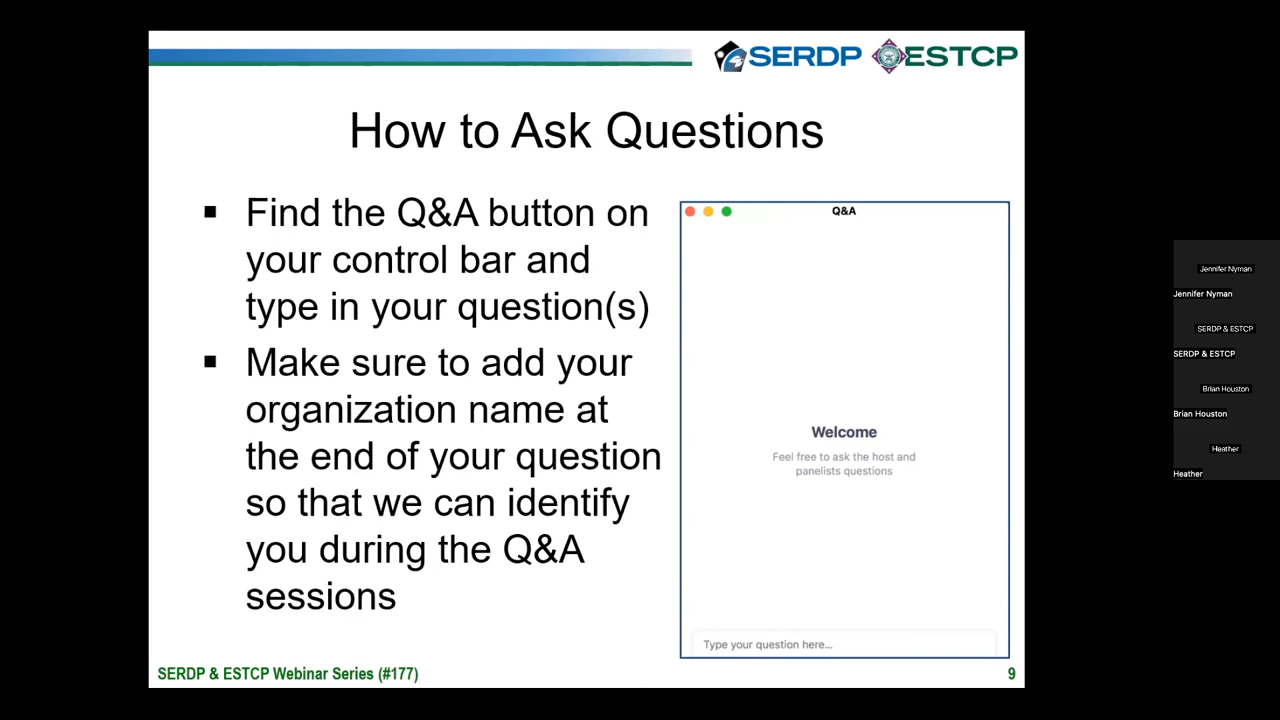 SERDP ESTCP
How to Ask Questions
▪ Find the Q&A button on
your control bar and
type in your question(s)
▪ Make sure to add your
organization name at
the end of your question
so that we can identify
you during the Q&A
sessions
Q&A
Welcome
Feel free to ask the host and
panelists questions
Type your question here...
SERDP & ESTCP Webinar Series (#177)
9
Jennifer Nyman
Jennifer Nyman
SERDP & ESTCP
SERDP & ESTCP
Brian Houston
Brian Houston
Heather
Heather